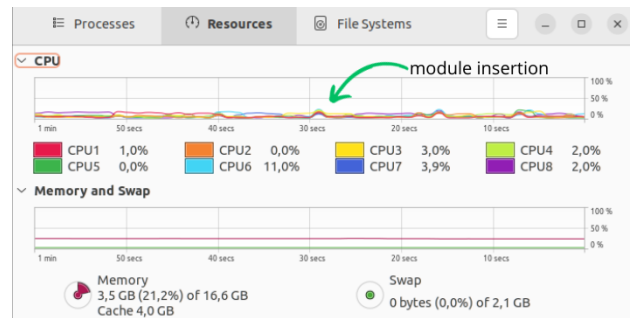 Processes Resources File Systems
CPU
module insertion
100 %
50 %
0 %
1 min 50 secs 40 secs 30 secs 20 secs 10 secs
CPU1 1,0% CPU2 0,0% CPU3 3,0% CPU4 2,0%
CPU5 0,0% CPU6 11,0% CPU7 3,9% CPU8 2,0%
Memory and Swap
100 %
50 %
0 %
1 min 50 secs 40 secs 30 secs 20 secs 10 secs
Memory
3,5 GB (21,2%) of 16,6 GB
Cache 4,0 GB
Swap
0 bytes (0,0%) of 2,1 GB